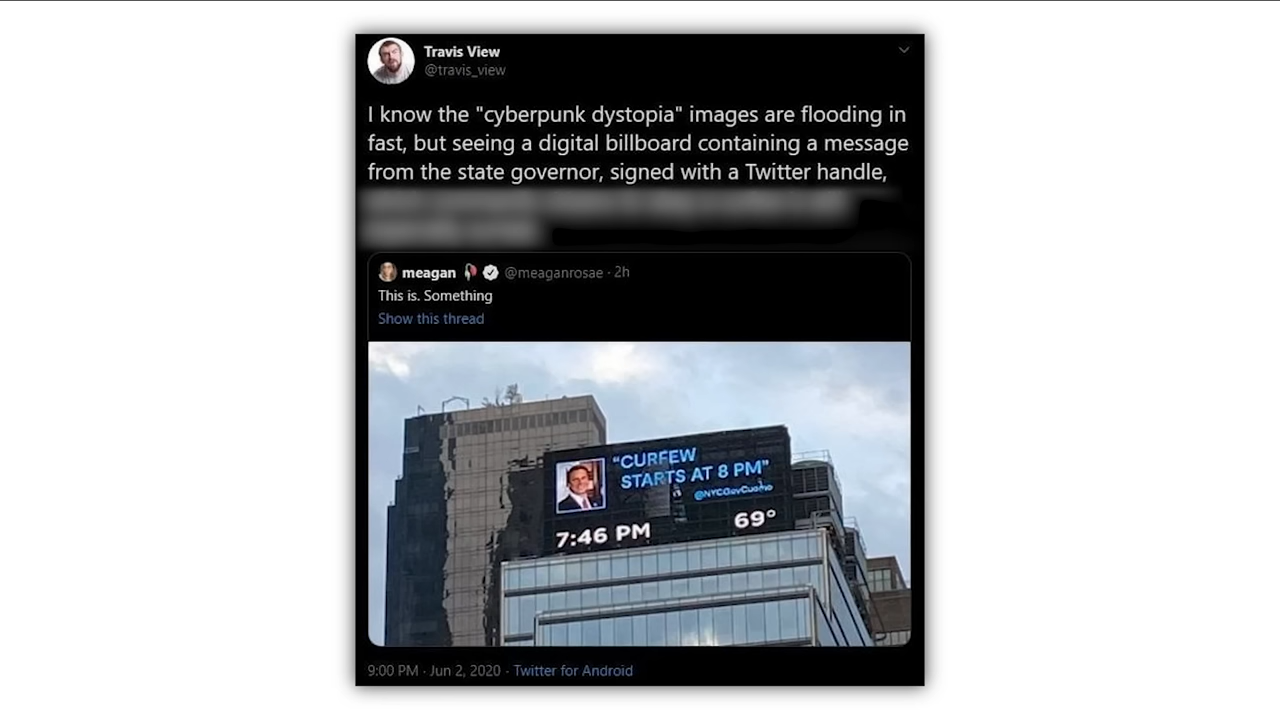 Travis View
@travis_view
I know the "cyberpunk dystopia" images are flooding in
fast, but seeing a digital billboard containing a message
from the state governor, signed with a Twitter handle,
meagan 🥀 @meaganrosae · 2h
This is. Something
Show this thread
"CURFEW
STARTS AT 8 PM"
@NYCGovCuomo
7:46 PM 69°
9:00 PM · Jun 2, 2020 · Twitter for Android